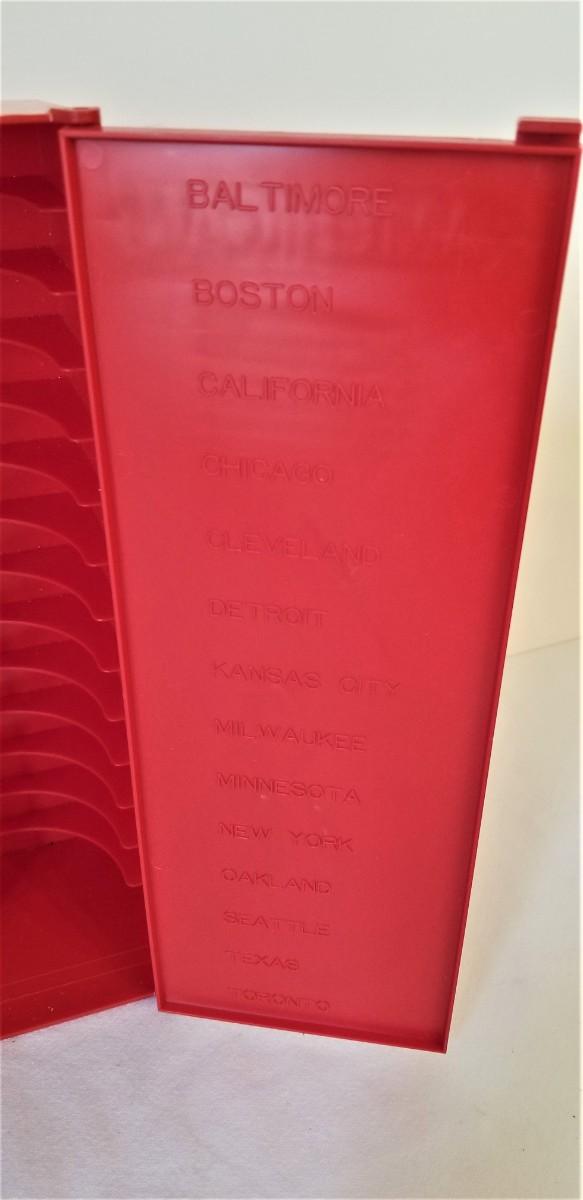 BALTIMORE
BOSTON
CALIFORNIA
CHICAGO
CLEVELAND
DETROIT
KANSAS CITY
MILWAUKEE
MINNESOTA
NEW YORK
OAKLAND
SEATTLE
TEXAS
TORONTO